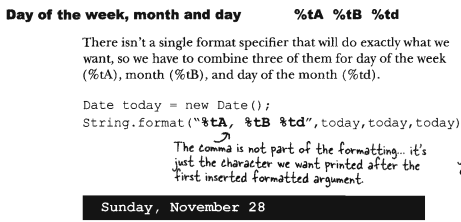 Day of the week, month and day %tA %tB %td
There isn't a single format specifier that will do exactly what we
want, so we have to combine three of them for day of the week
(%tA), month (%tB), and day of the month (%td).
Date today = new Date();
String.format("%tA, %tB %td",today,today,today)
The comma is not part of the formatting... it's
just the character we want printed after the
first inserted formatted argument.
Sunday, November 28